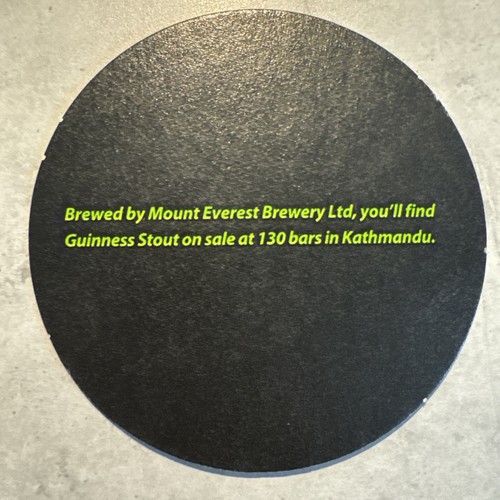 Brewed by Mount Everest Brewery Ltd, you'll find
Guinness Stout on sale at 130 bars in Kathmandu.